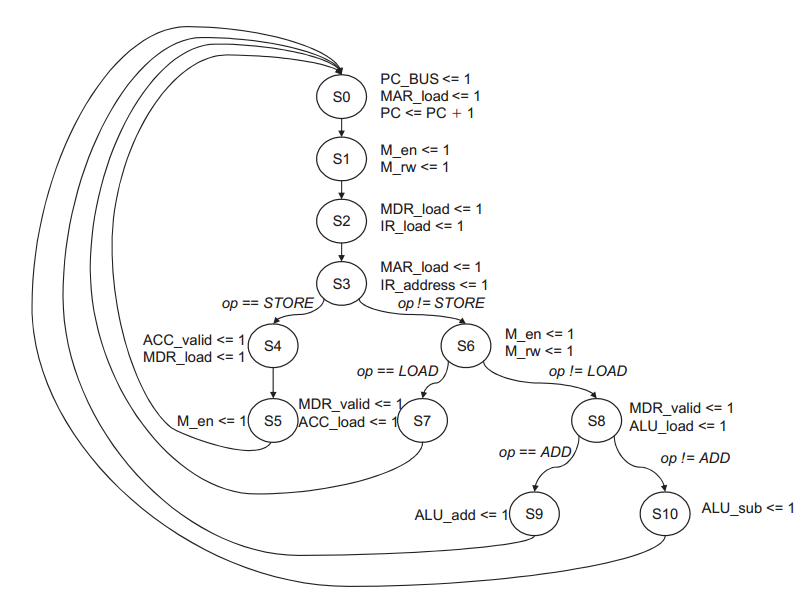 PC_BUS <= 1
S0
MAR_load <= 1
PC <= PC + 1
M_en <= 1
S1
M_rw <= 1
MDR_load <= 1
S2
IR_load <= 1
MAR_load <= 1
S3
IR_address <= 1
op == STORE
op != STORE
ACC_valid <= 1
MDR_load <= 1
S4
S6
M_en <= 1
M_rw <= 1
op == LOAD
op != LOAD
M_en <= 1
S5
MDR_valid <= 1
ACC_load <= 1
S7
S8
MDR_valid <= 1
ALU_load <= 1
op == ADD
op != ADD
ALU_add <= 1
S9
S10
ALU_sub <= 1